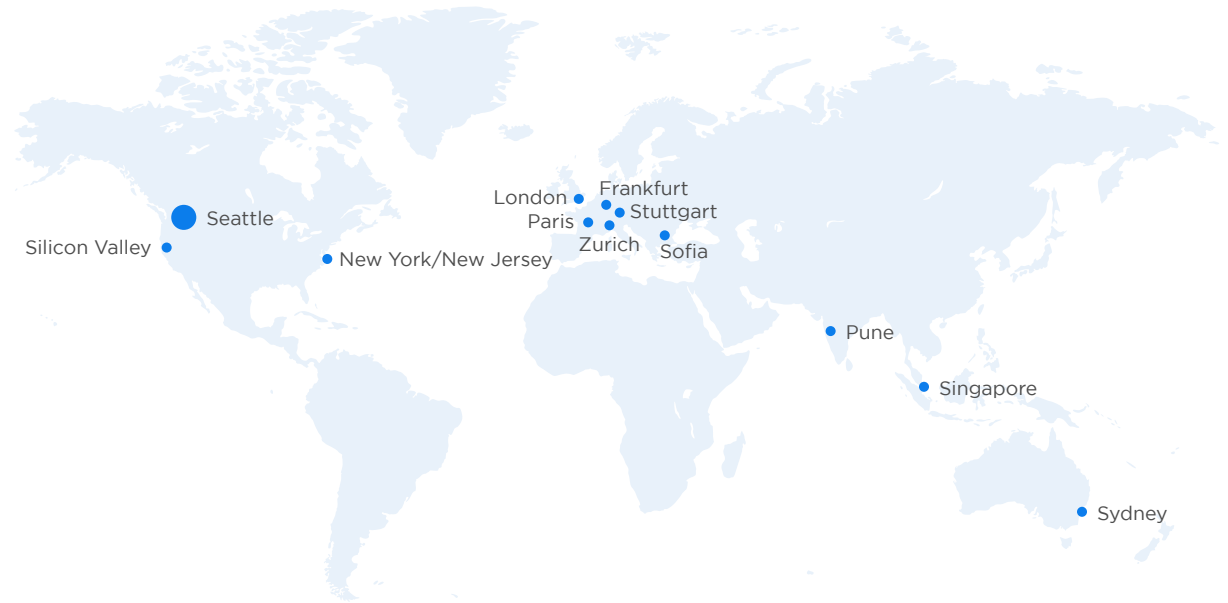 Frankfurt
London
Stuttgart
Paris
Seattle
Zurich
Silicon Valley
Sofia
New York/New Jersey
Pune
Singapore
Sydney